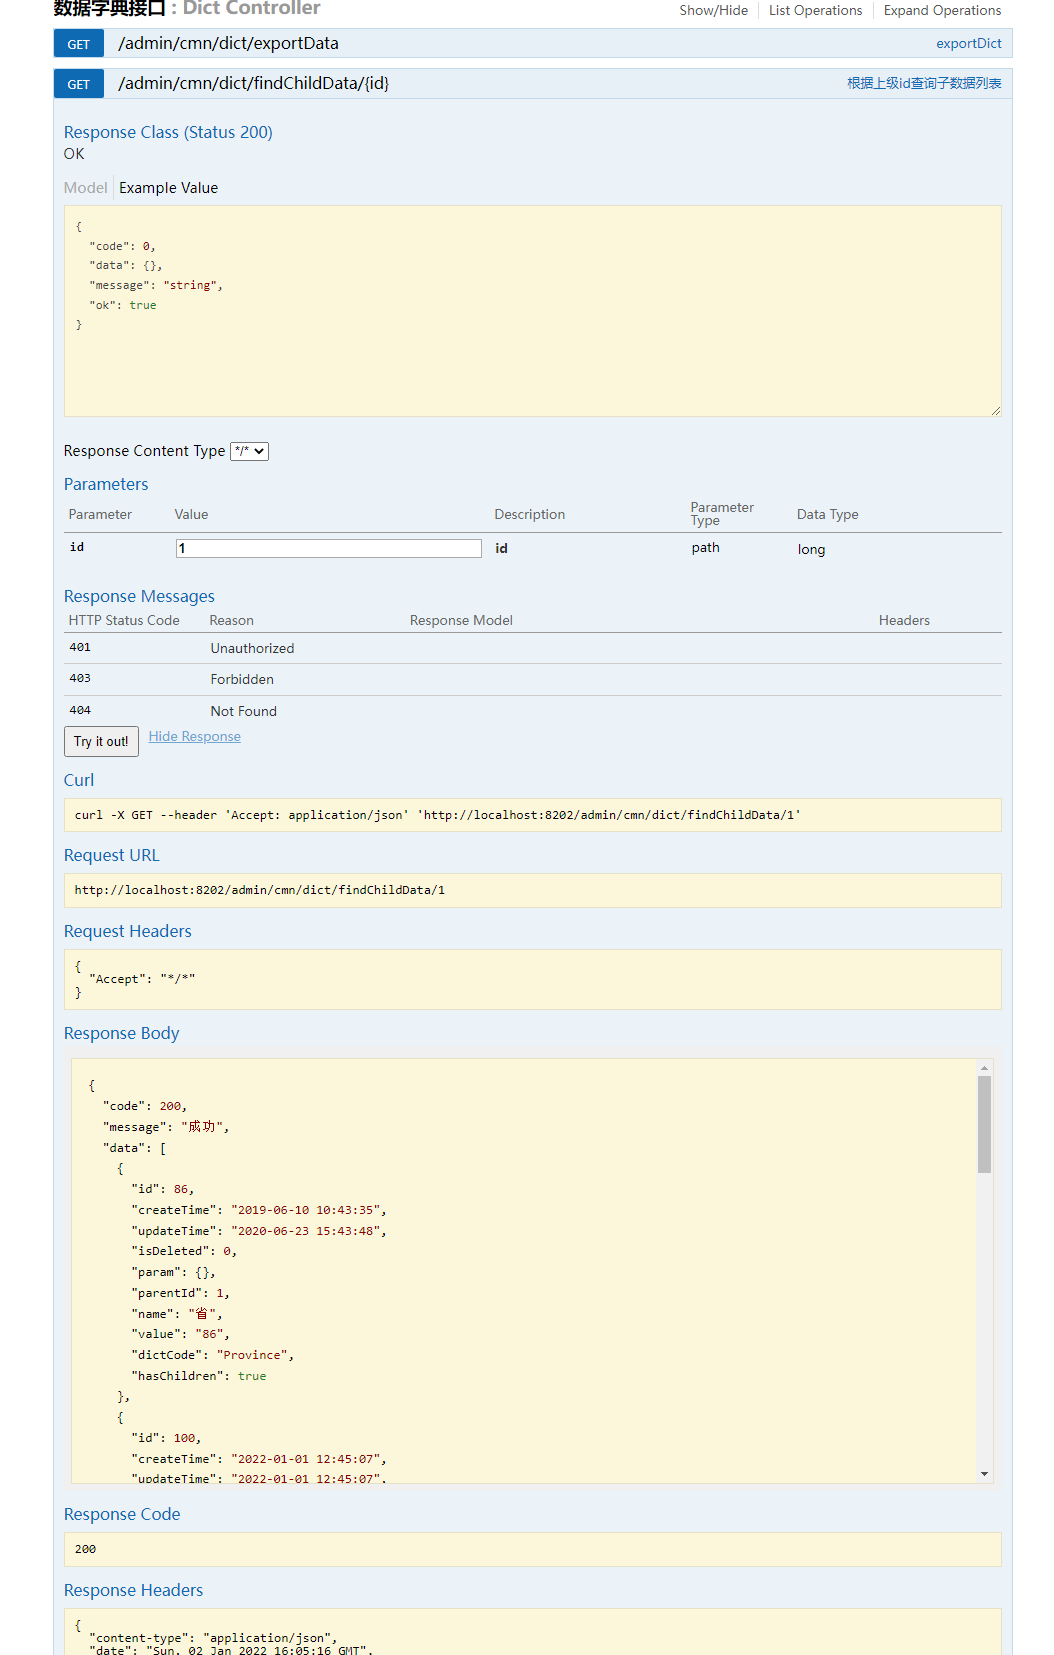 数据字典接口 : Dict Controller
Show/Hide List Operations Expand Operations
GET /admin/cmn/dict/exportData exportDict
GET /admin/cmn/dict/findChildData/{id} 根据上级id查询子数据列表
Response Class (Status 200)
OK
Model Example Value
{
"code": 0,
"data": {},
"message": "string",
"ok": true
}
Response Content Type */*
Parameters
Parameter Value Description Parameter Type Data Type
id 1 id path long
Response Messages
HTTP Status Code Reason Response Model Headers
401 Unauthorized
403 Forbidden
404 Not Found
Try it out! Hide Response
Curl
curl -X GET --header 'Accept: application/json' 'http://localhost:8202/admin/cmn/dict/findChildData/1'
Request URL
http://localhost:8202/admin/cmn/dict/findChildData/1
Request Headers
{
"Accept": "*/*"
}
Response Body
{
"code": 200,
"message": "成功",
"data": [
{
"id": 86,
"createTime": "2019-06-10 10:43:35",
"updateTime": "2020-06-23 15:43:48",
"isDeleted": 0,
"param": {},
"parentId": 1,
"name": "省",
"value": "86",
"dictCode": "Province",
"hasChildren": true
},
{
"id": 100,
"createTime": "2022-01-01 12:45:07",
"updateTime": "2022-01-01 12:45:07",
Response Code
200
Response Headers
{
"content-type": "application/json",
"date": "Sun, 02 Jan 2022 16:05:16 GMT",